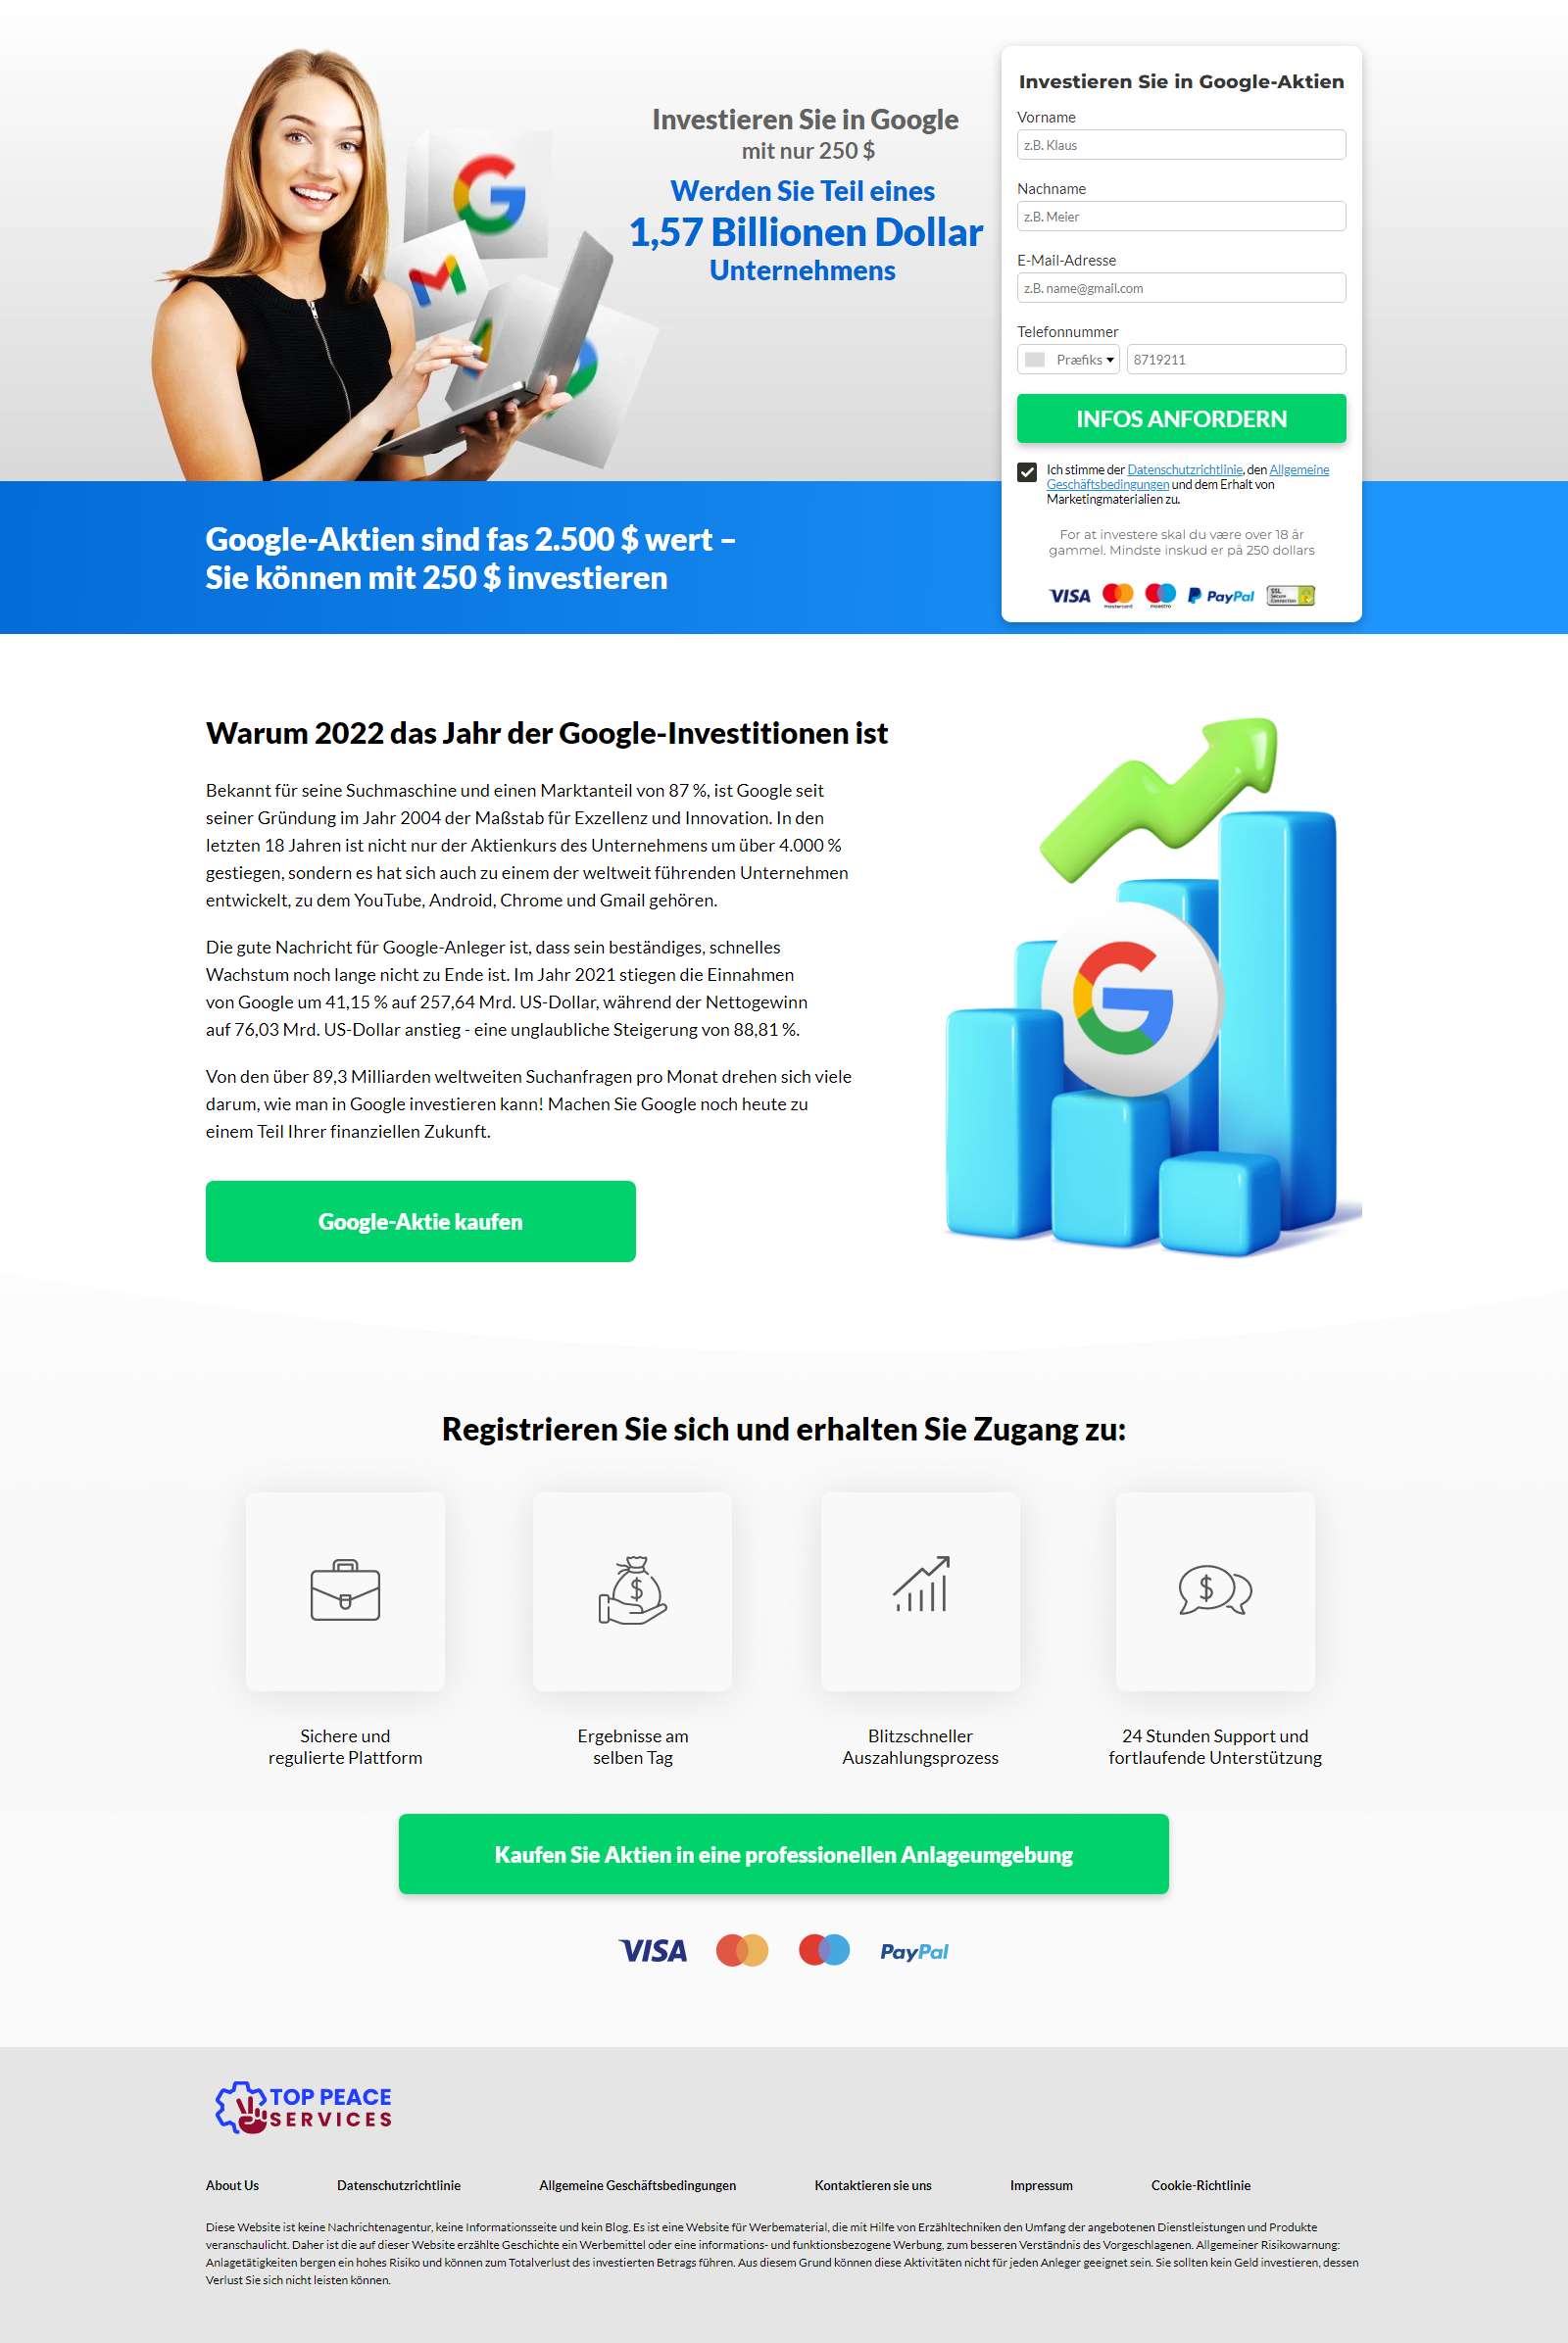 Investieren Sie in Google
mit nur 250 $
Werden Sie Teil eines
1,57 Billionen Dollar
Unternehmens
Investieren Sie in Google-Aktien
Vorname
z.B. Klaus
Nachname
z.B. Meier
E-Mail-Adresse
z.B. name@gmail.com
Telefonnummer
Præfiks 8719211
INFOS ANFORDERN
Ich stimme der Datenschutzrichtlinie, den Allgemeine
Geschäftsbedingungen und dem Erhalt von
Marketingmaterialien zu.
For at investere skal du være over 18 år
gammel. Mindste inskud er på 250 dollars
VISA mastercard maestro PayPal SSL Secure Connection
Google-Aktien sind fas 2.500 $ wert –
Sie können mit 250 $ investieren
Warum 2022 das Jahr der Google-Investitionen ist
Bekannt für seine Suchmaschine und einen Marktanteil von 87 %, ist Google seit
seiner Gründung im Jahr 2004 der Maßstab für Exzellenz und Innovation. In den
letzten 18 Jahren ist nicht nur der Aktienkurs des Unternehmens um über 4.000 %
gestiegen, sondern es hat sich auch zu einem der weltweit führenden Unternehmen
entwickelt, zu dem YouTube, Android, Chrome und Gmail gehören.
Die gute Nachricht für Google-Anleger ist, dass sein beständiges, schnelles
Wachstum noch lange nicht zu Ende ist. Im Jahr 2021 stiegen die Einnahmen
von Google um 41,15 % auf 257,64 Mrd. US-Dollar, während der Nettogewinn
auf 76,03 Mrd. US-Dollar anstieg - eine unglaubliche Steigerung von 88,81 %.
Von den über 89,3 Milliarden weltweiten Suchanfragen pro Monat drehen sich viele
darum, wie man in Google investieren kann! Machen Sie Google noch heute zu
einem Teil Ihrer finanziellen Zukunft.
Google-Aktie kaufen
Registrieren Sie sich und erhalten Sie Zugang zu:
Sichere und
regulierte Plattform
Ergebnisse am
selben Tag
Blitzschneller
Auszahlungsprozess
24 Stunden Support und
fortlaufende Unterstützung
Kaufen Sie Aktien in eine professionellen Anlageumgebung
VISA PayPal
TOP PEACE
SERVICES
About Us Datenschutzrichtlinie Allgemeine Geschäftsbedingungen Kontaktieren sie uns Impressum Cookie-Richtlinie
Diese Website ist keine Nachrichtenagentur, keine Informationsseite und kein Blog. Es ist eine Website für Werbematerial, die mit Hilfe von Erzähltechniken den Umfang der angebotenen Dienstleistungen und Produkte
veranschaulicht. Daher ist die auf dieser Website erzählte Geschichte ein Werbemittel oder eine informations- und funktionsbezogene Werbung, zum besseren Verständnis des Vorgeschlagenen. Allgemeiner Risikowarnung:
Anlagetätigkeiten bergen ein hohes Risiko und können zum Totalverlust des investierten Betrags führen. Aus diesem Grund können diese Aktivitäten nicht für jeden Anleger geeignet sein. Sie sollten kein Geld investieren, dessen
Verlust Sie sich nicht leisten können.